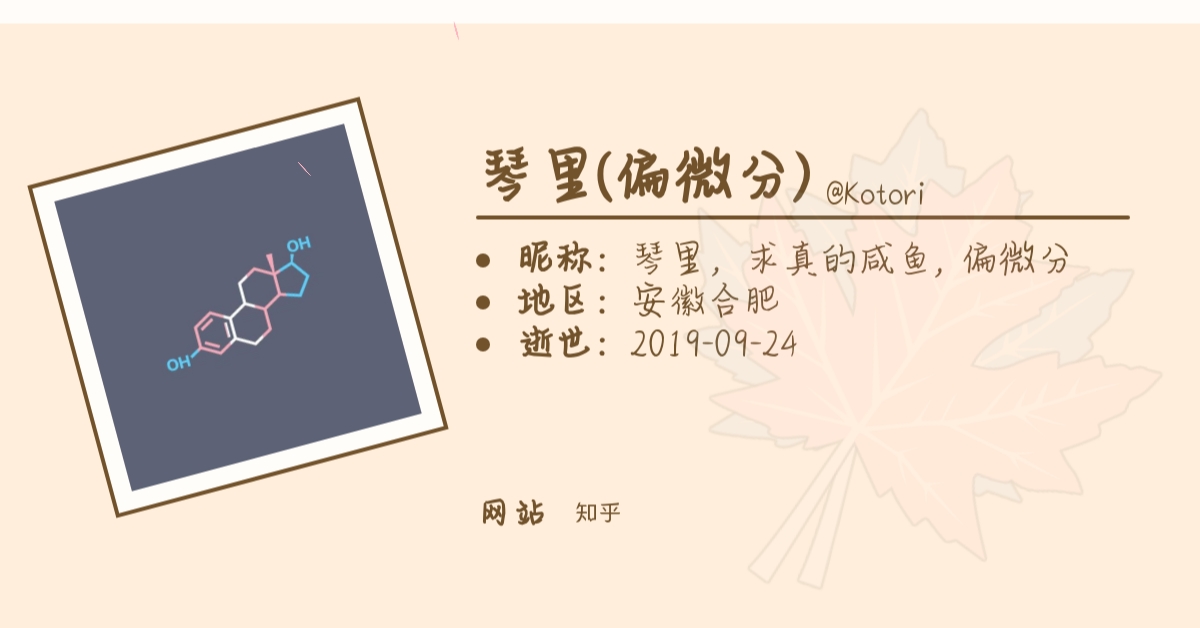 琴里(偏微分) @Kotori
昵称： 琴里，求真的咸鱼, 偏微分
地区： 安徽合肥
逝世： 2019-09-24
OH
OH
网站 知乎